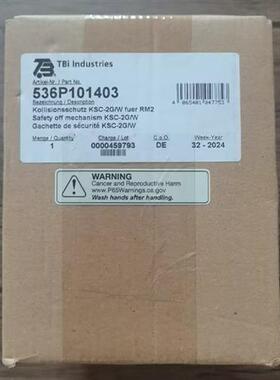 TBi Industries
Artikel-Nr. / Part No.
536P101403
Bezeichnung / Description
Kollisionsschutz KSC-2G/W fuer RM2
Safety off mechanism KSC-2G/W
Gachette de sécurité KSC-2G/W
Menge / Quantity Charge / Lot C.o.O. Week-Year
1 0000459793 DE 32 - 2024
WARNING
Cancer and Reproductive Harm
www.P65Warnings.ca.gov
Wash hands after handling.